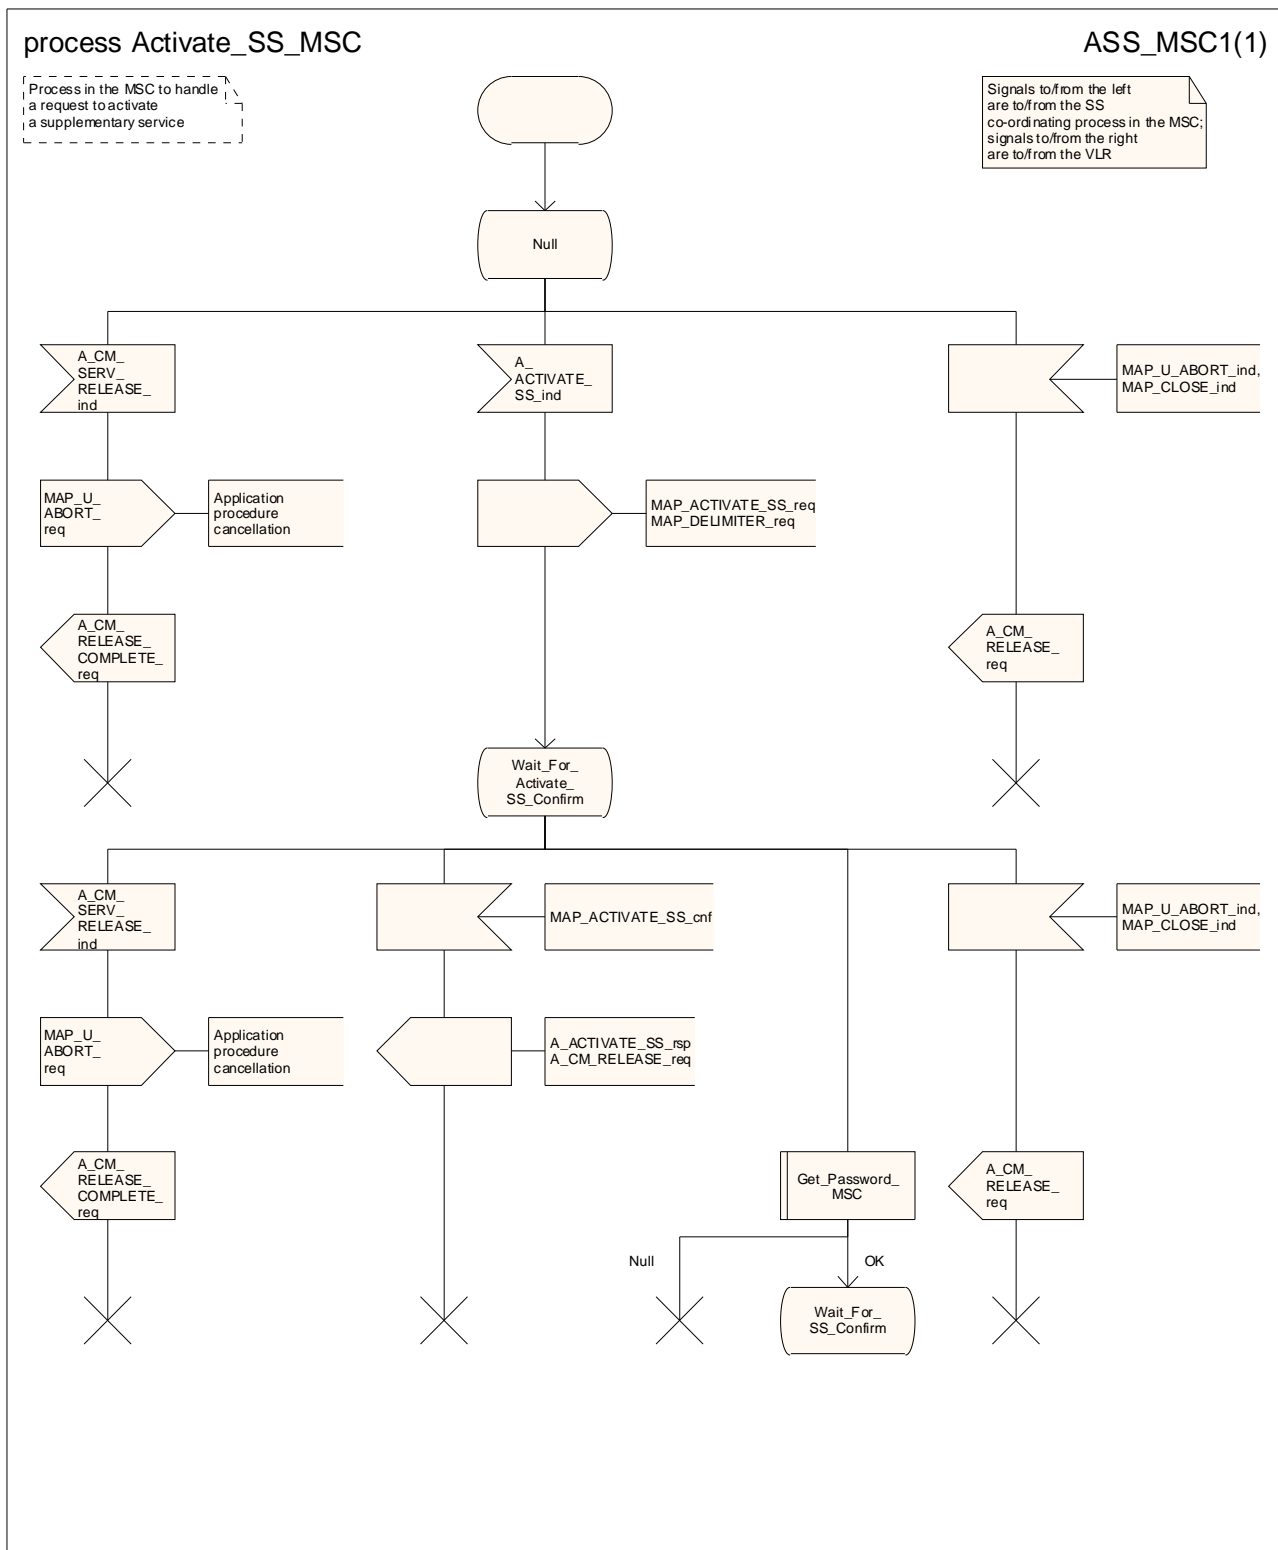 process Activate_SS_MSC
ASS_MSC1(1)
Process in the MSC to handle
a request to activate
a supplementary service
Signals to/from the left
are to/from the SS
co-ordinating process in the MSC;
signals to/from the right
are to/from the VLR
Null
A_CM_
SERV_
RELEASE_
ind
A_
ACTIVATE_
SS_ind
MAP_U_ABORT_ind,
MAP_CLOSE_ind
MAP_U_
ABORT_
req
Application
procedure
cancellation
MAP_ACTIVATE_SS_req
MAP_DELIMITER_req
A_CM_
RELEASE_
COMPLETE_
req
A_CM_
RELEASE_
req
Wait_For_
Activate_
SS_Confirm
A_CM_
SERV_
RELEASE_
ind
MAP_ACTIVATE_SS_cnf
MAP_U_ABORT_ind,
MAP_CLOSE_ind
MAP_U_
ABORT_
req
Application
procedure
cancellation
A_ACTIVATE_SS_rsp
A_CM_RELEASE_req
A_CM_
RELEASE_
COMPLETE_
req
Get_Password_
MSC
A_CM_
RELEASE_
req
Null
OK
Wait_For_
SS_Confirm